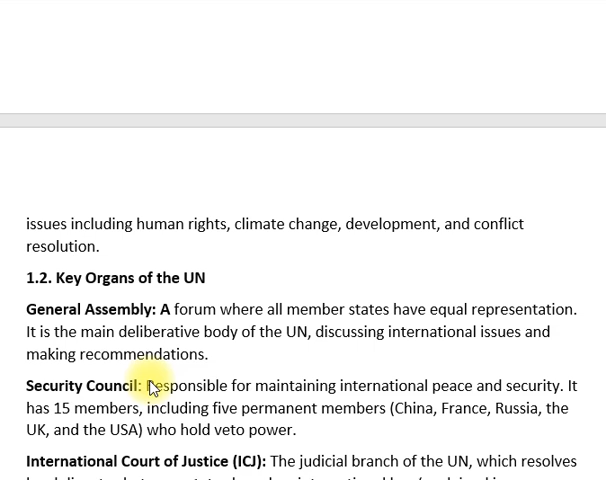 issues including human rights, climate change, development, and conflict
resolution.
1.2. Key Organs of the UN
General Assembly: A forum where all member states have equal representation.
It is the main deliberative body of the UN, discussing international issues and
making recommendations.
Security Council: Responsible for maintaining international peace and security. It
has 15 members, including five permanent members (China, France, Russia, the
UK, and the USA) who hold veto power.
International Court of Justice (ICJ): The judicial branch of the UN, which resolves